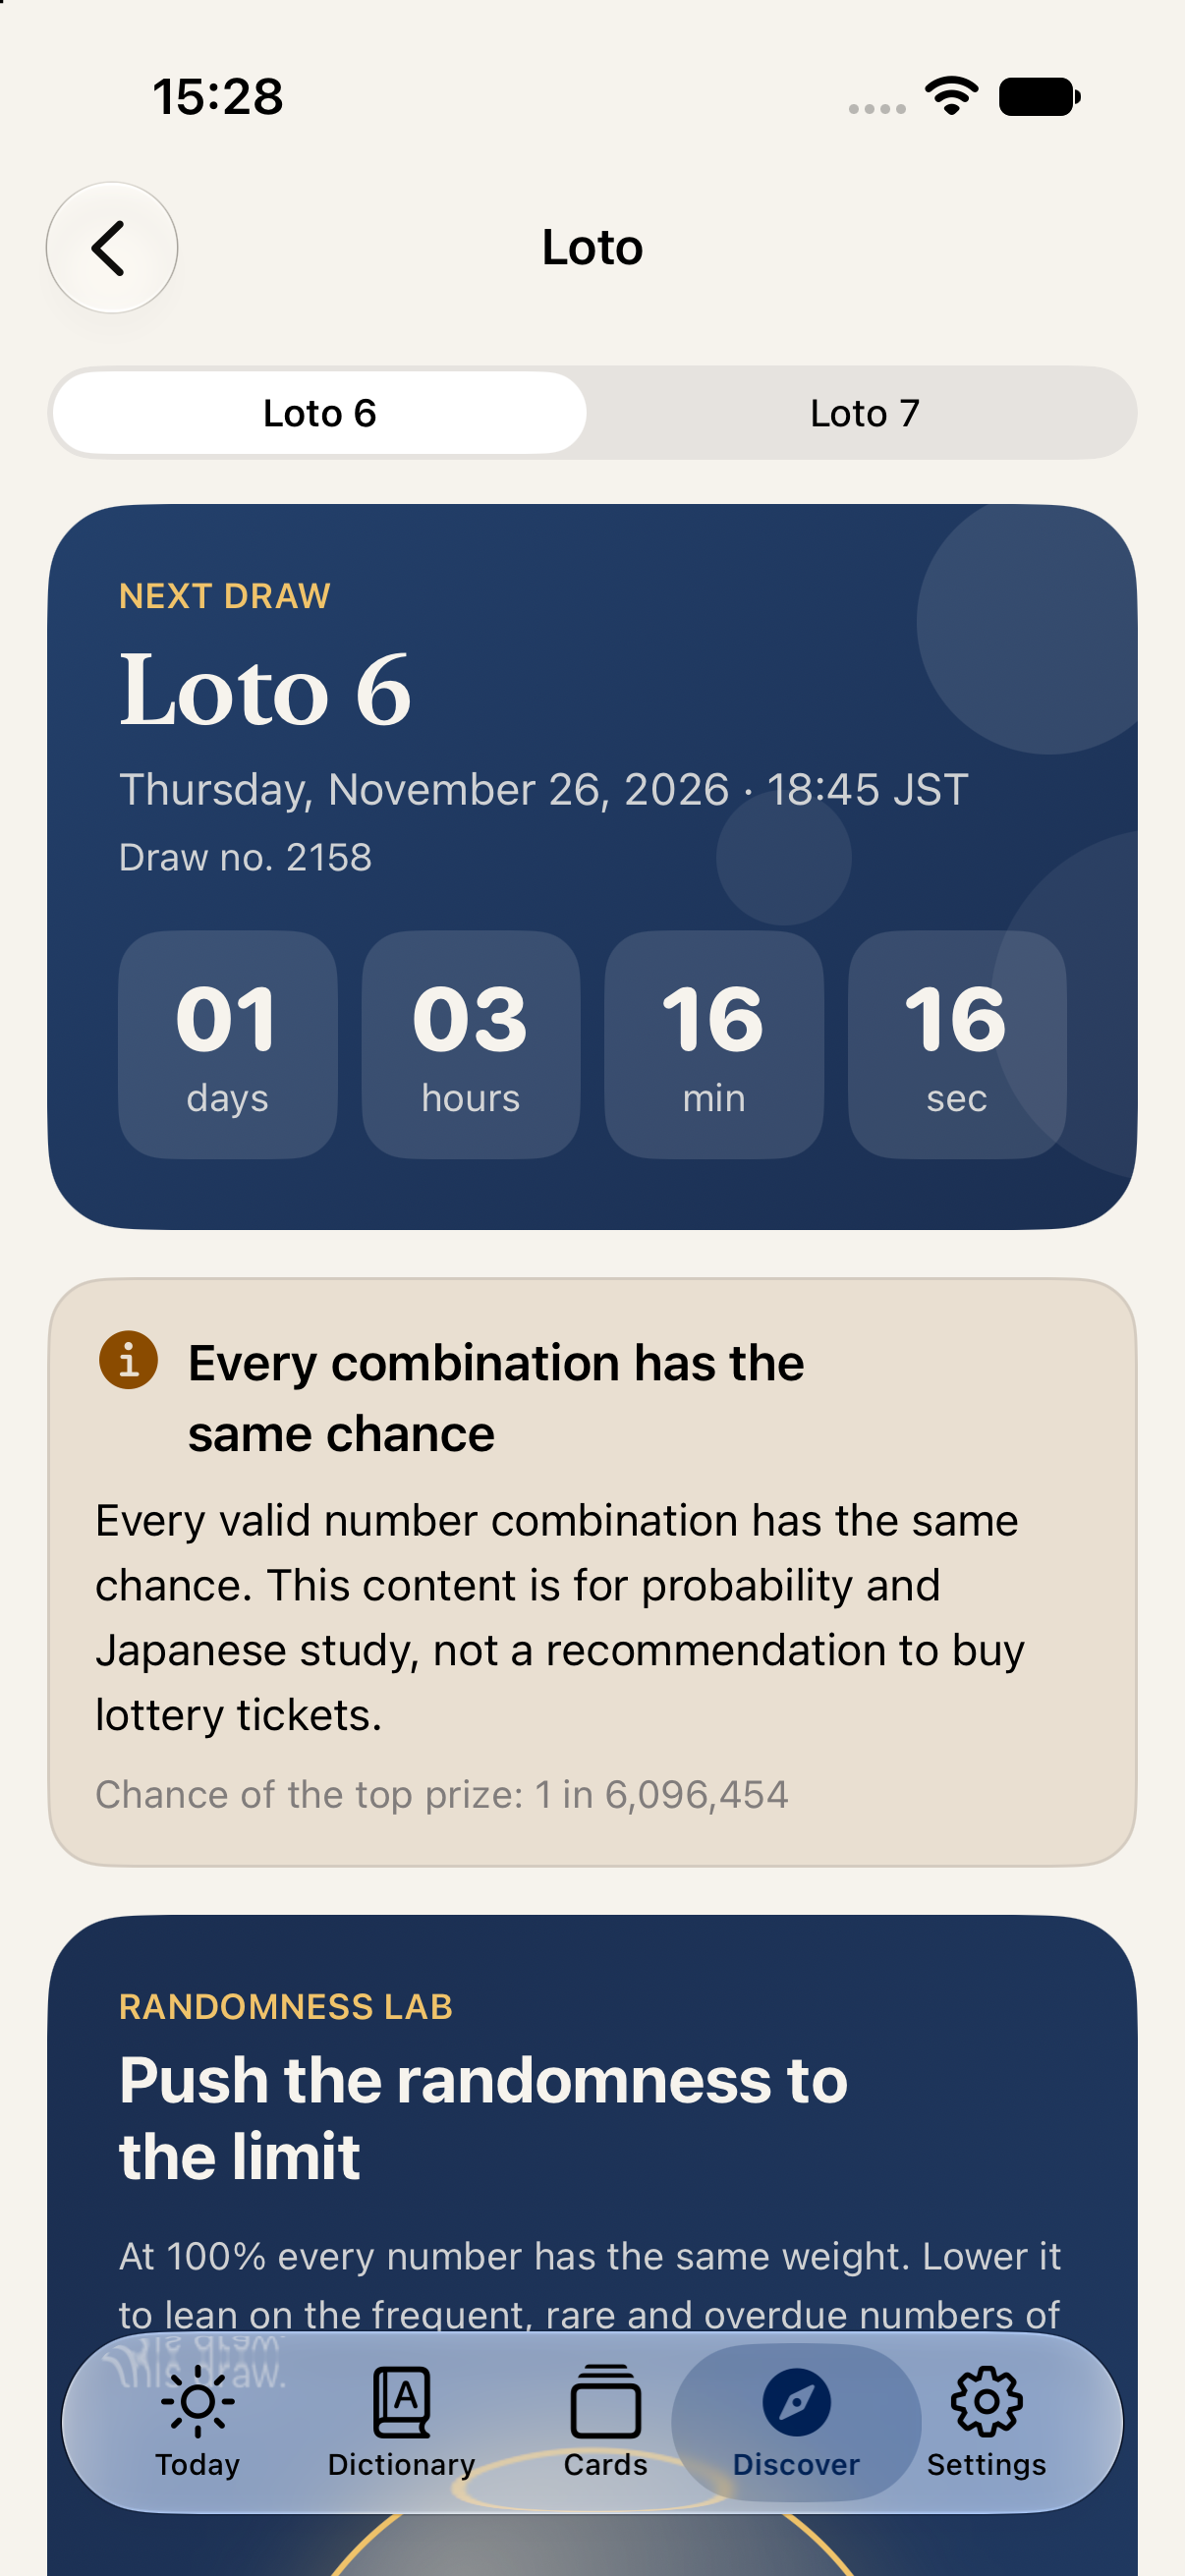 15:28
Loto
Loto 6
Loto 7
NEXT DRAW
Loto 6
Thursday, November 26, 2026 · 18:45 JST
Draw no. 2158
01
03
16
16
days
hours
min
sec
Every combination has the
same chance
Every valid number combination has the same
chance. This content is for probability and
Japanese study, not a recommendation to buy
lottery tickets.
Chance of the top prize: 1 in 6,096,454
RANDOMNESS LAB
Push the randomness to
the limit
At 100% every number has the same weight. Lower it
to lean on the frequent, rare and overdue numbers of
this draw.
Today
Dictionary
Cards
Discover
Settings